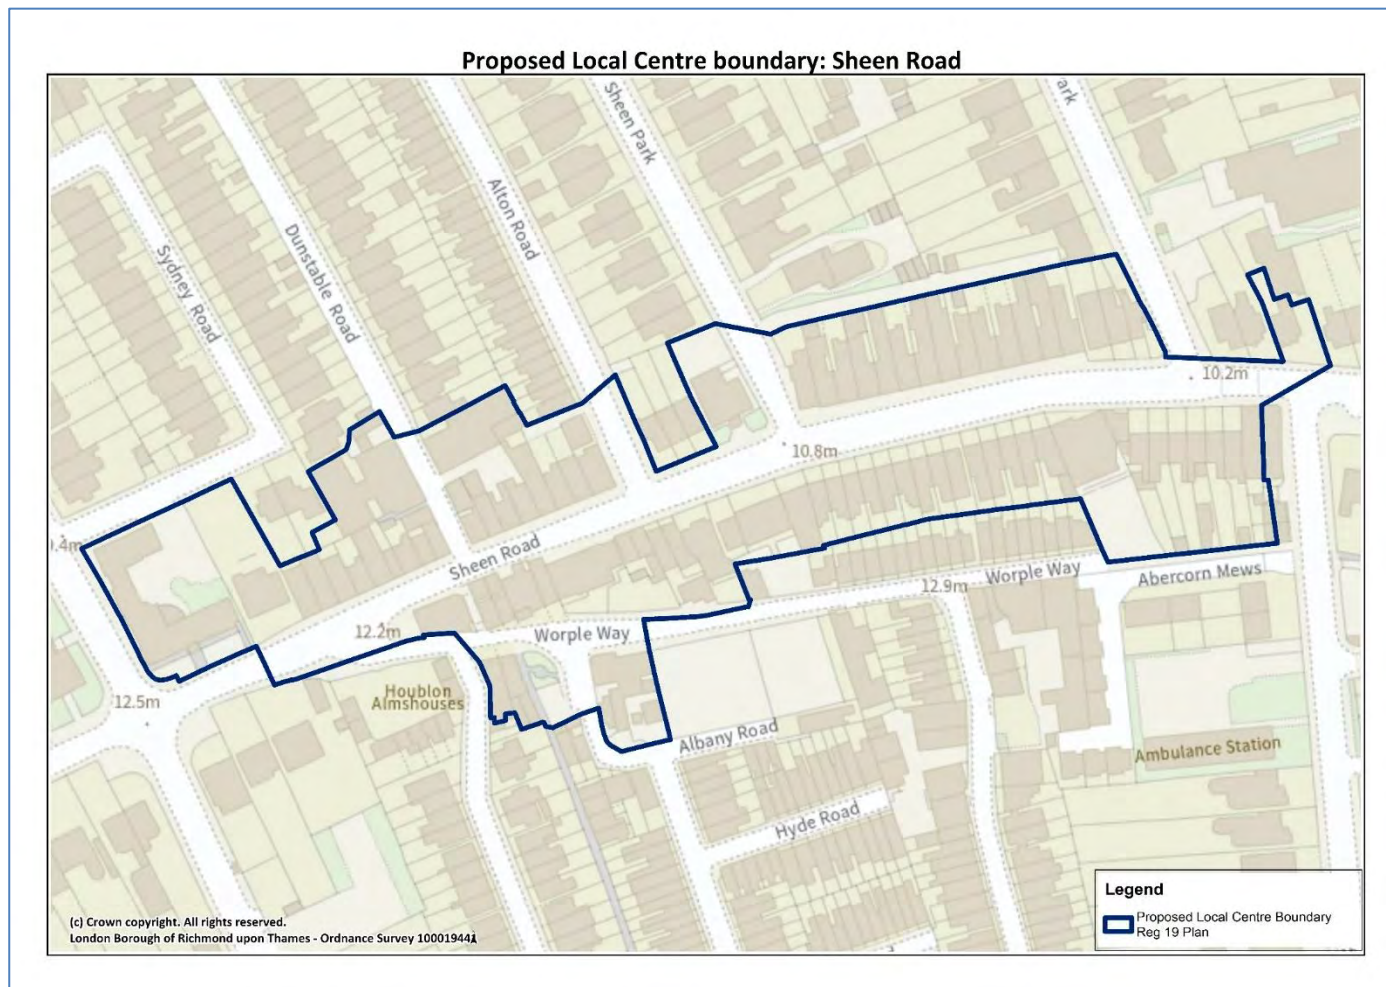 Proposed Local Centre boundary: Sheen Road
Sheen Park
ark
Alton Road
Dunstable Road
Sydney Road
10.2m
10.8m
.4m
Sheen Road
Worple Way
12.9m
Abercorn Mews
12.2m
Worple Way
Houblon
Almshouses
12.5m
Albany Road
Ambulance Station
Hyde Road
Legend
Proposed Local Centre Boundary
Reg 19 Plan
(c) Crown copyright. All rights reserved.
London Borough of Richmond upon Thames - Ordnance Survey 10001944